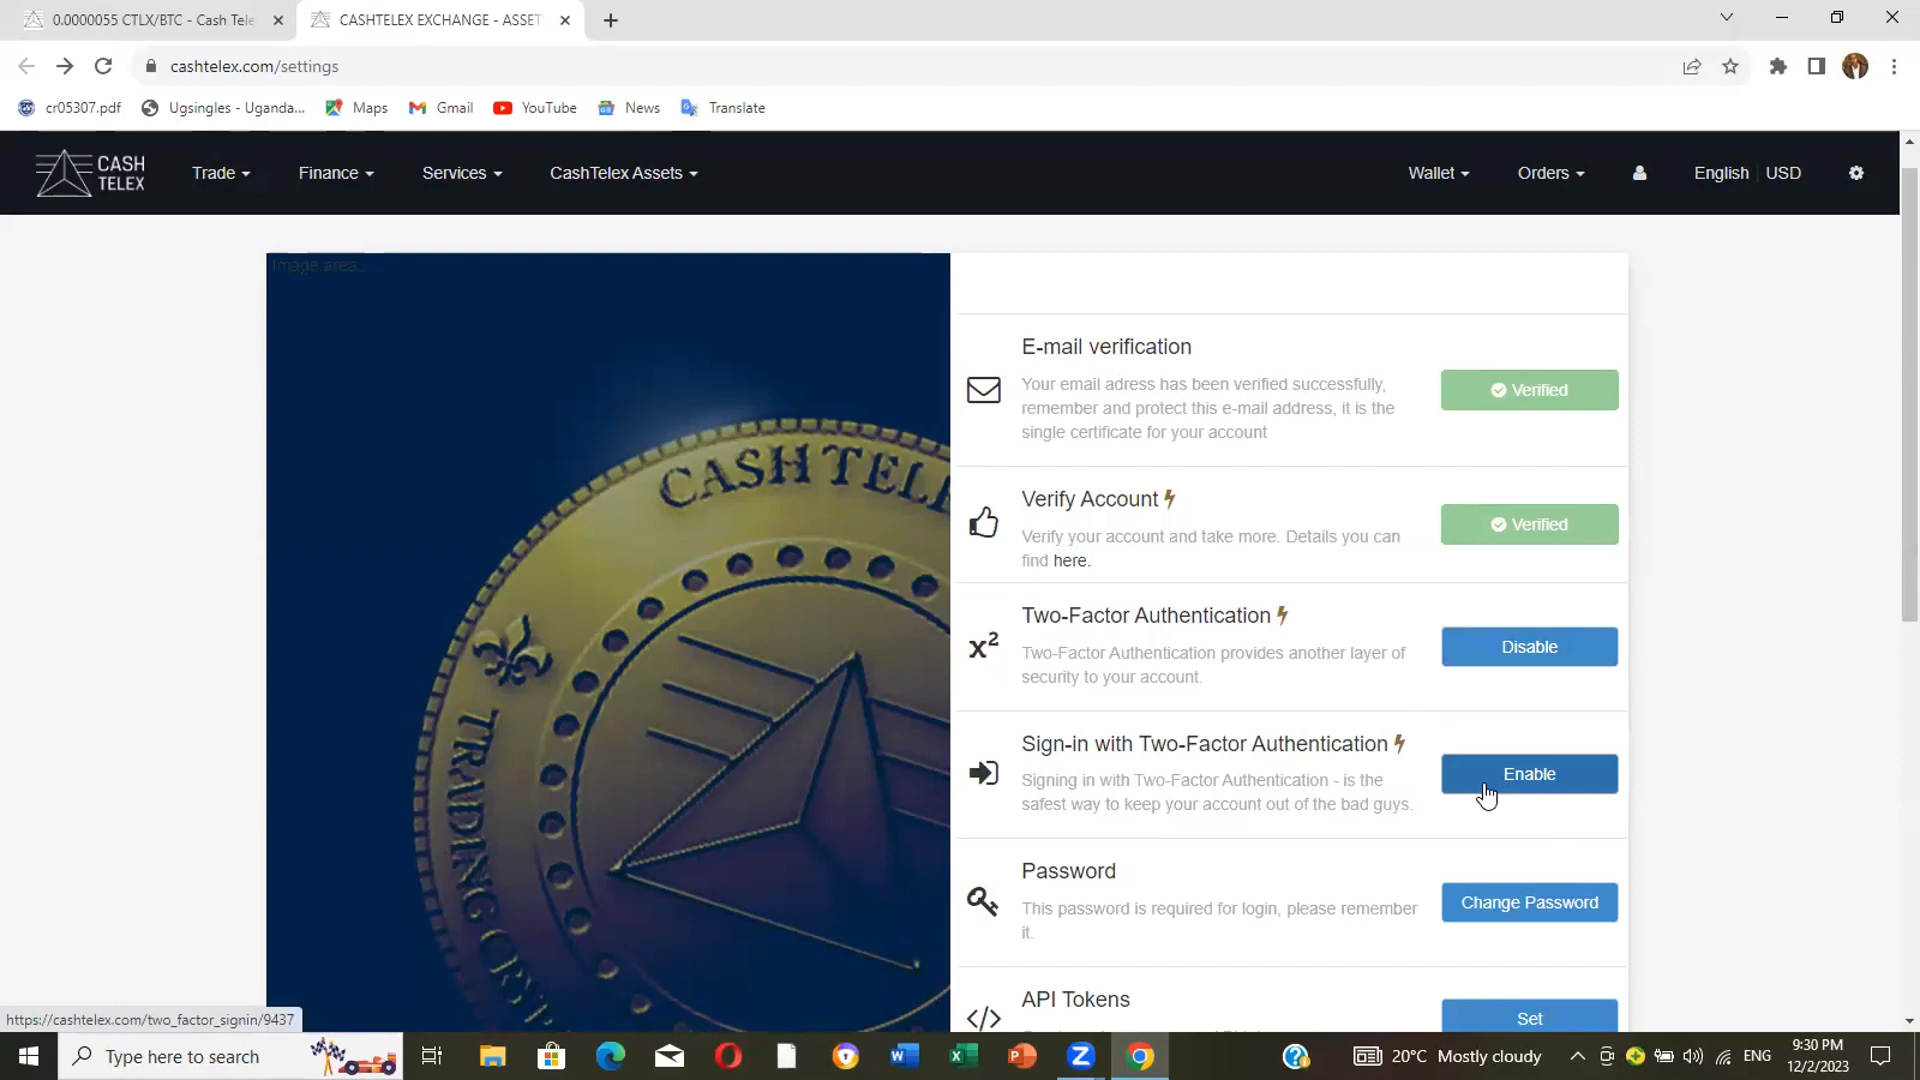 0.0000055 CTLX/BTC - Cash Tele
CASHTELEX EXCHANGE - ASSET
cashtelex.com/settings
cr05307.pdf
Ugsingles - Uganda...
Maps
Gmail
YouTube
News
Translate
CASH
TELEX
Trade
Finance
Services
CashTelex Assets
Wallet
Orders
English
USD
Image area...
CASH TELE
TRADING CRY
E-mail verification
Your email adress has been verified successfully,
remember and protect this e-mail address, it is the
single certificate for your account
Verified
Verify Account
Verify your account and take more. Details you can
find here.
Verified
x²
Two-Factor Authentication
Two-Factor Authentication provides another layer of
security to your account.
Disable
Sign-in with Two-Factor Authentication
Signing in with Two-Factor Authentication - is the
safest way to keep your account out of the bad guys.
Enable
Password
This password is required for login, please remember
it.
Change Password
API Tokens
Set
https://cashtelex.com/two_factor_signin/9437
Type here to search
20°C Mostly cloudy
ENG
9:30 PM
12/2/2023